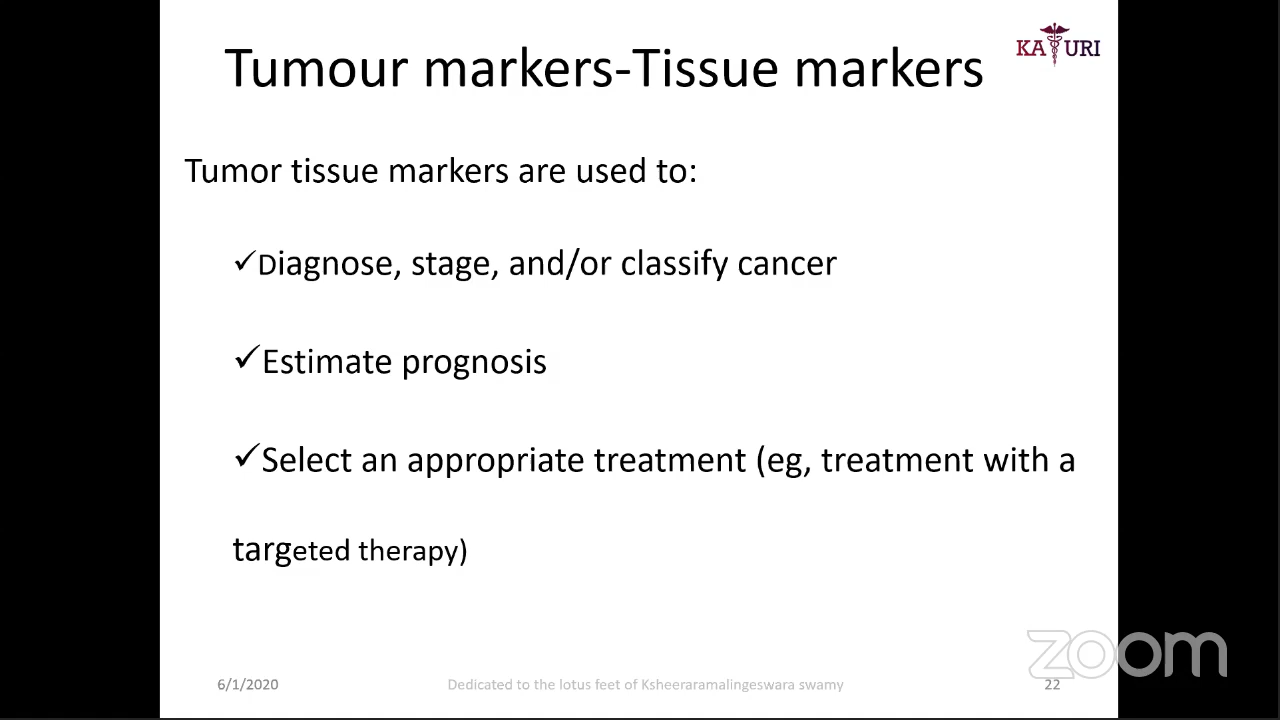 Tumour markers-Tissue markers
KATURI
Tumor tissue markers are used to:
✓Diagnose, stage, and/or classify cancer
✓Estimate prognosis
✓Select an appropriate treatment (eg, treatment with a
targeted therapy)
zoom
6/1/2020
Dedicated to the lotus feet of Ksheeraramalingeswara swamy
22